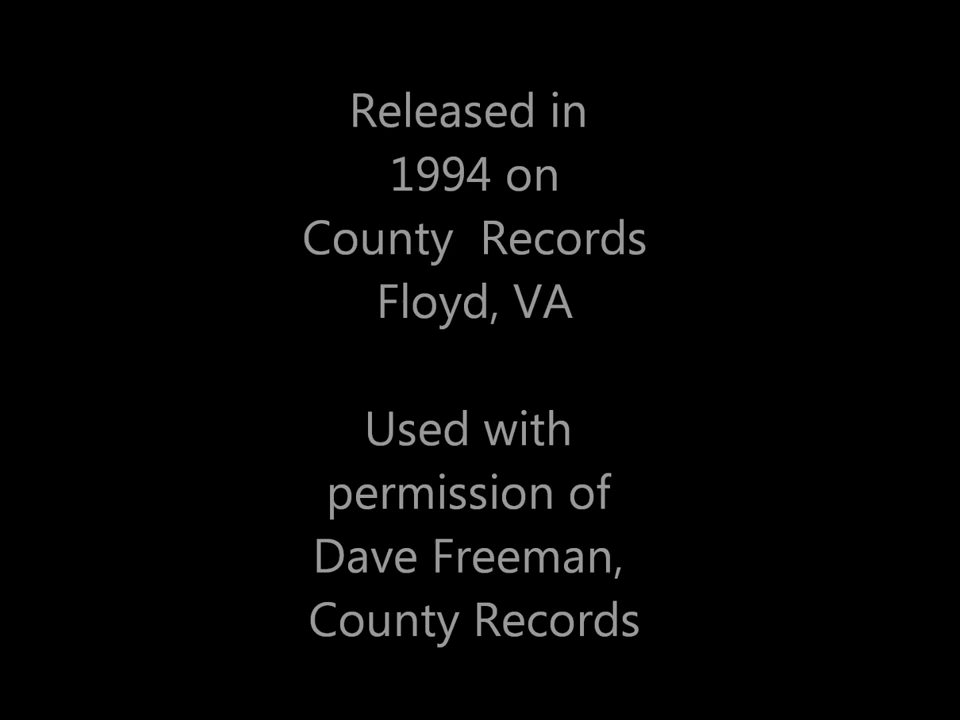 Released in
1994 on
County  Records
Floyd, VA
Used with
permission of
Dave Freeman,
County Records